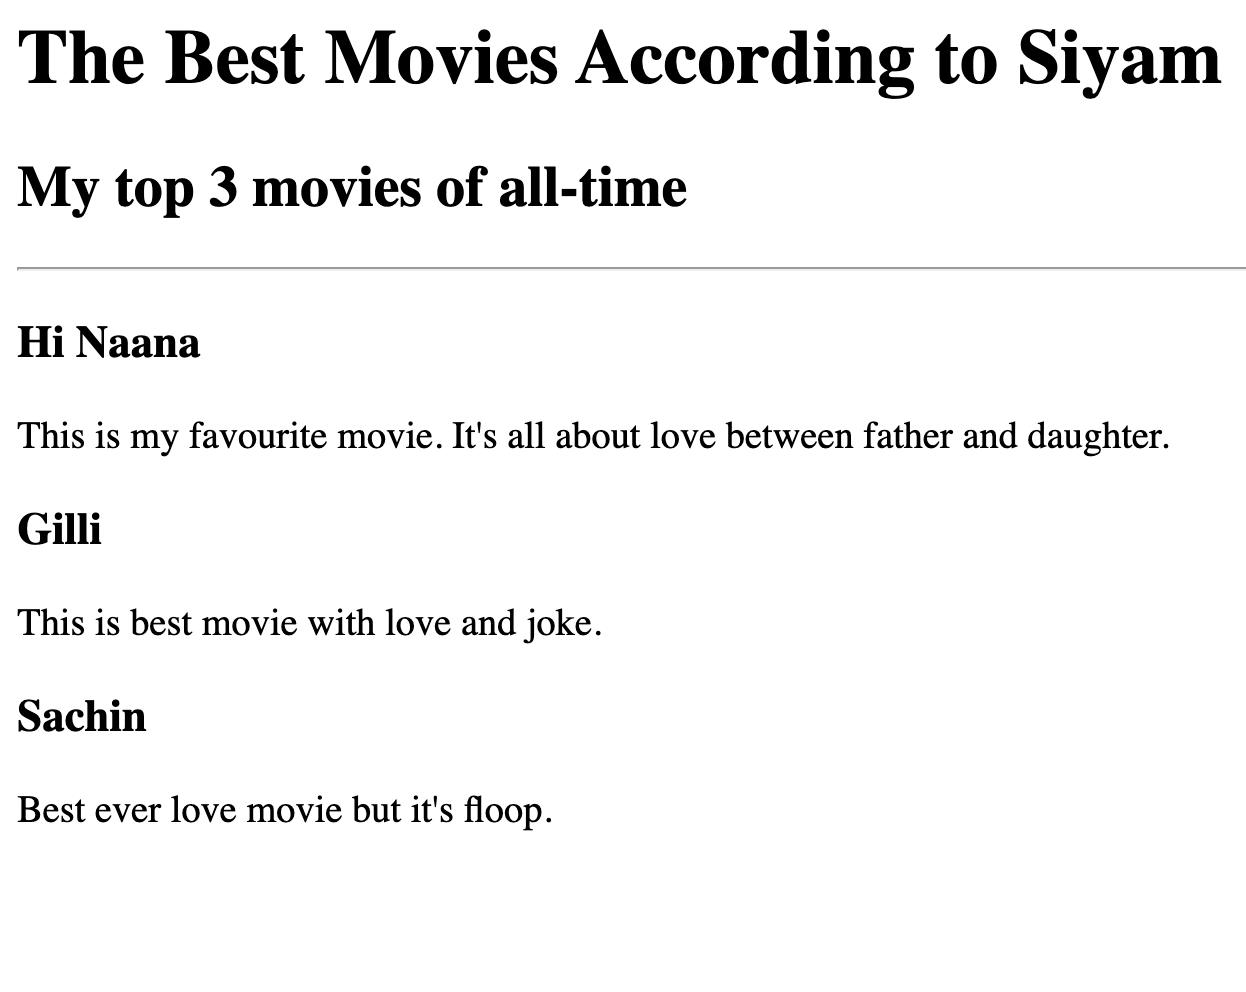 The Best Movies According to Siyam
My top 3 movies of all-time
Hi Naana
This is my favourite movie. It's all about love between father and daughter.
Gilli
This is best movie with love and joke.
Sachin
Best ever love movie but it's floop.